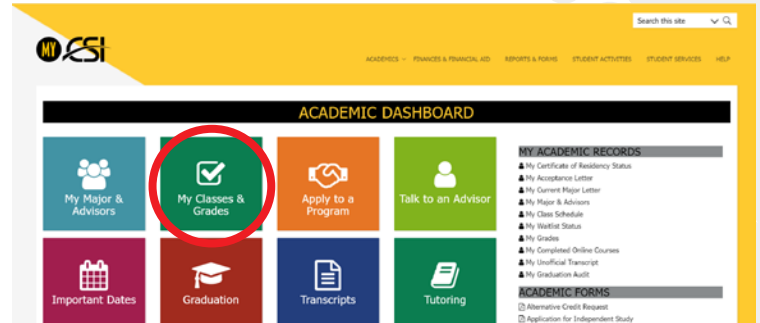 Search this site
MY CSI
ACADEMICS
FINANCES & FINANCIAL AID
REPORTS & FORMS
STUDENT ACTIVITIES
STUDENT SERVICES
HELP
ACADEMIC DASHBOARD
My Major &
Advisors
My Classes &
Grades
Apply to a
Program
Talk to an Advisor
Important Dates
Graduation
Transcripts
Tutoring
MY ACADEMIC RECORDS
My Certificate of Residency Status
My Acceptance Letter
My Current Major Letter
My Major & Advisors
My Class Schedule
My Waitlist Status
My Grades
My Completed Online Courses
My Unofficial Transcript
My Graduation Audit
ACADEMIC FORMS
Alternative Credit Request
Application for Independent Study